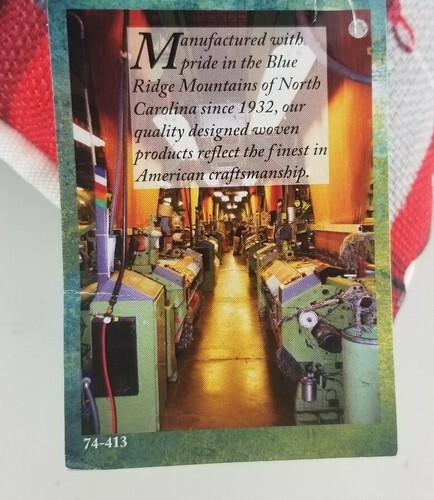 Manufactured with
pride in the Blue
Ridge Mountains of North
Carolina since 1932, our
quality designed woven
products reflect the finest in
American craftsmanship.
74-413